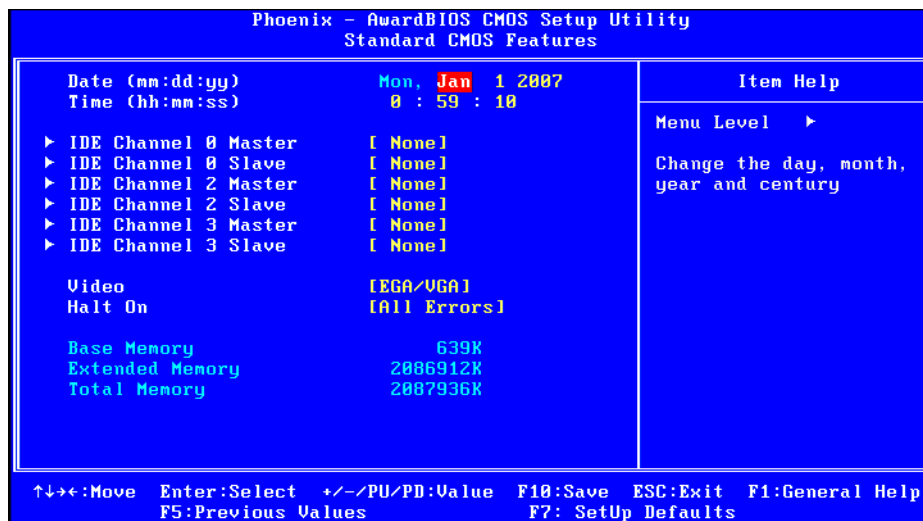 Phoenix - AwardBIOS CMOS Setup Utility
Standard CMOS Features
Date (mm:dd:yy) Mon, Jan 1 2007
Time (hh:mm:ss) 0 : 59 : 10
IDE Channel 0 Master [ None]
IDE Channel 0 Slave [ None]
IDE Channel 2 Master [ None]
IDE Channel 2 Slave [ None]
IDE Channel 3 Master [ None]
IDE Channel 3 Slave [ None]
Video [EGA/VGA]
Halt On [All Errors]
Base Memory 639K
Extended Memory 2086912K
Total Memory 2087936K
Item Help
Menu Level
Change the day, month,
year and century
↑↓→←:Move Enter:Select +/-/PU/PD:Value F10:Save ESC:Exit F1:General Help
F5:Previous Values F7: SetUp Defaults